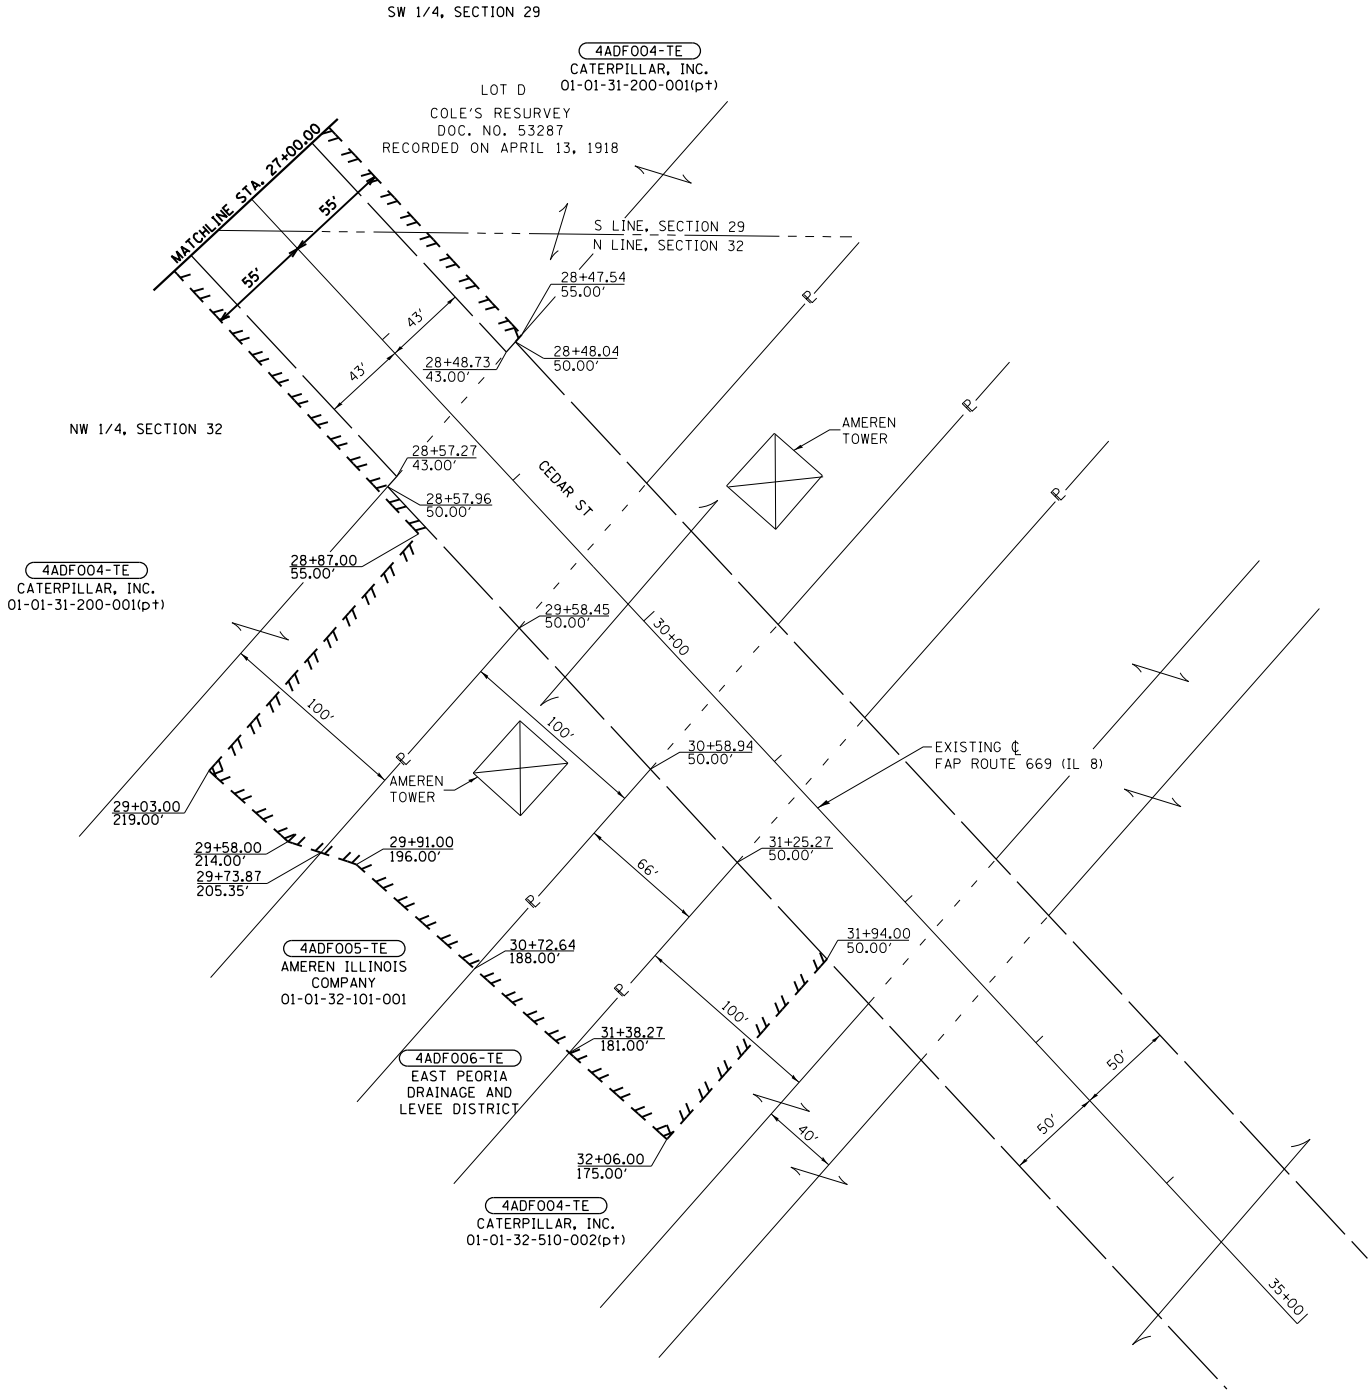 SW 1/4, SECTION 29
4ADF004-TE
CATERPILLAR, INC.
01-01-31-200-001(pt)
LOT D
COLE'S RESURVEY
DOC. NO. 53287
RECORDED ON APRIL 13, 1918
MATCHLINE STA. 27+00.00
55'
55'
S LINE, SECTION 29
N LINE, SECTION 32
28+47.54
55.00'
43'
43'
28+48.73
43.00'
28+48.04
50.00'
NW 1/4, SECTION 32
AMEREN
TOWER
28+57.27
43.00'
CEDAR ST
28+57.96
50.00'
28+87.00
55.00'
4ADF004-TE
CATERPILLAR, INC.
01-01-31-200-001(pt)
29+58.45
50.00'
30+00
100'
100'
30+58.94
50.00'
EXISTING ℄
FAP ROUTE 669 (IL 8)
AMEREN
TOWER
29+03.00
219.00'
29+58.00
214.00'
29+73.87
205.35'
29+91.00
196.00'
31+25.27
50.00'
66'
4ADF005-TE
AMEREN ILLINOIS
COMPANY
01-01-32-101-001
30+72.64
188.00'
31+94.00
50.00'
100'
31+38.27
181.00'
4ADF006-TE
EAST PEORIA
DRAINAGE AND
LEVEE DISTRICT
50'
50'
40'
32+06.00
175.00'
4ADF004-TE
CATERPILLAR, INC.
01-01-32-510-002(pt)
35+00